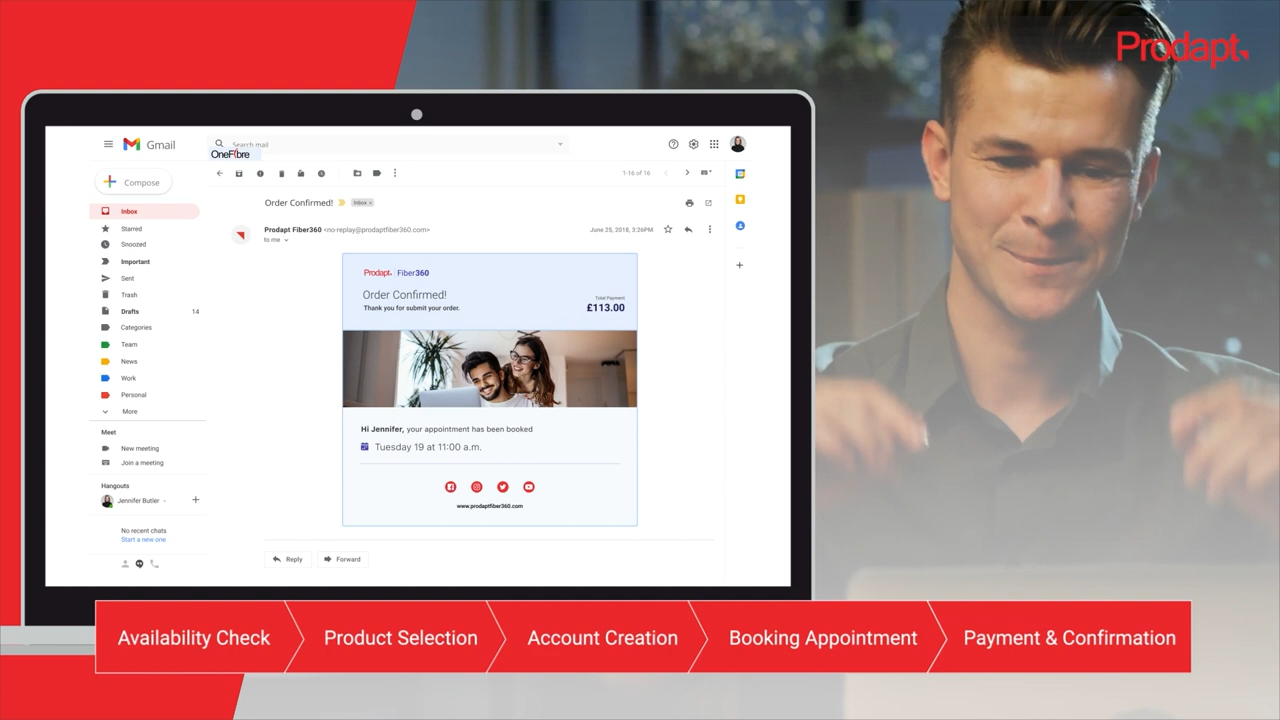 Prodapt
Gmail
Search mail
OneFibre
Compose
1-16 of 16
Inbox
Starred
Snoozed
Important
Sent
Trash
Drafts 14
Categories
Team
News
Work
Personal
More
Meet
New meeting
Join a meeting
Hangouts
Jennifer Butler
No recent chats
Start a new one
Order Confirmed! Inbox ×
Prodapt Fiber360 <no-replay@prodaptfiber360.com> June 25, 2018, 3:26PM
to me
Prodapt Fiber360
Order Confirmed!
Thank you for submit your order.
Total Payment
£113.00
Hi Jennifer, your appointment has been booked
Tuesday 19 at 11:00 a.m.
www.prodaptfiber360.com
Reply Forward
Availability Check Product Selection Account Creation Booking Appointment Payment & Confirmation